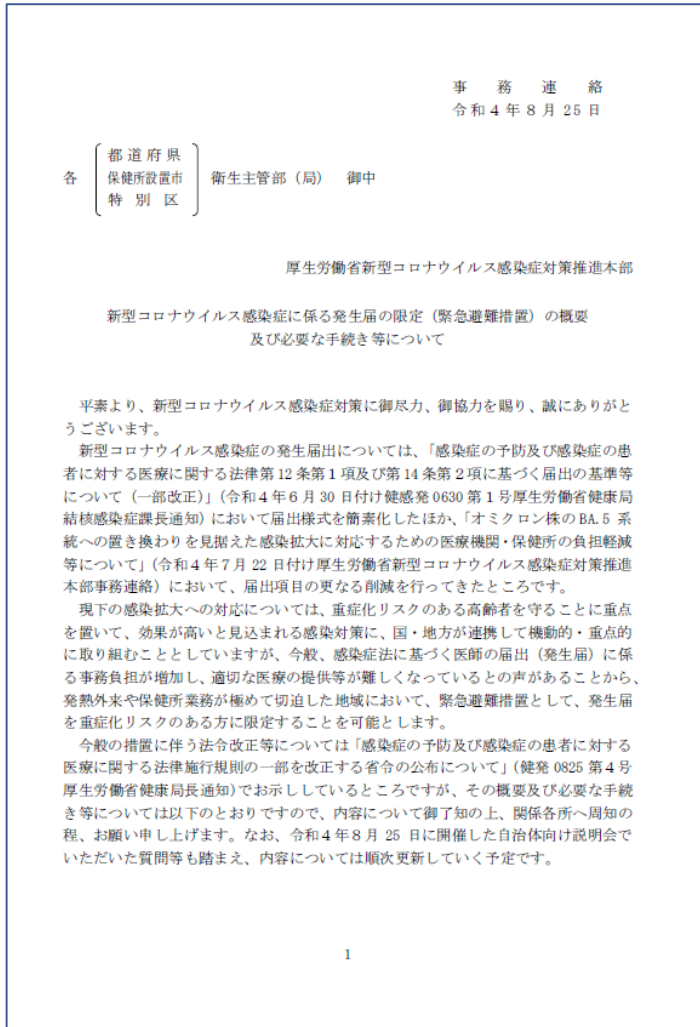 事　務　連　絡
令和４年８月 25 日
各
都道府県
保健所設置市
特別区
衛生主管部（局）　御中
厚生労働省新型コロナウイルス感染症対策推進本部
新型コロナウイルス感染症に係る発生届の限定（緊急避難措置）の概要
及び必要な手続き等について
平素より、新型コロナウイルス感染症対策に御尽力、御協力を賜り、誠にありがと
うございます。
新型コロナウイルス感染症の発生届出については、「感染症の予防及び感染症の患
者に対する医療に関する法律第 12 条第１項及び第 14 条第２項に基づく届出の基準等
について（一部改正）」（令和４年６月 30 日付け健感発 0630 第１号厚生労働省健康局
結核感染症課長通知）において届出様式を簡素化したほか、「オミクロン株の BA.5 系
統への置き換わりを見据えた感染拡大に対応するための医療機関・保健所の負担軽減
等について」（令和４年７月 22 日付け厚生労働省新型コロナウイルス感染症対策推進
本部事務連絡）において、届出項目の更なる削減を行ってきたところです。
現下の感染拡大への対応については、重症化リスクのある高齢者を守ることに重点
を置いて、効果が高いと見込まれる感染対策に、国・地方が連携して機動的・重点的
に取り組むこととしていますが、今般、感染症法に基づく医師の届出（発生届）に係
る事務負担が増加し、適切な医療の提供等が難しくなっているとの声があることから、
発熱外来や保健所業務が極めて切迫した地域において、緊急避難措置として、発生届
を重症化リスクのある方に限定することを可能とします。
今般の措置に伴う法令改正等については「感染症の予防及び感染症の患者に対する
医療に関する法律施行規則の一部を改正する省令の公布について」（健発 0825 第４号
厚生労働省健康局長通知）でお示ししているところですが、その概要及び必要な手続
き等については以下のとおりですので、内容について御了知の上、関係各所へ周知の
程、お願い申し上げます。なお、令和４年８月 25 日に開催した自治体向け説明会で
いただいた質問等も踏まえ、内容については順次更新していく予定です。
1